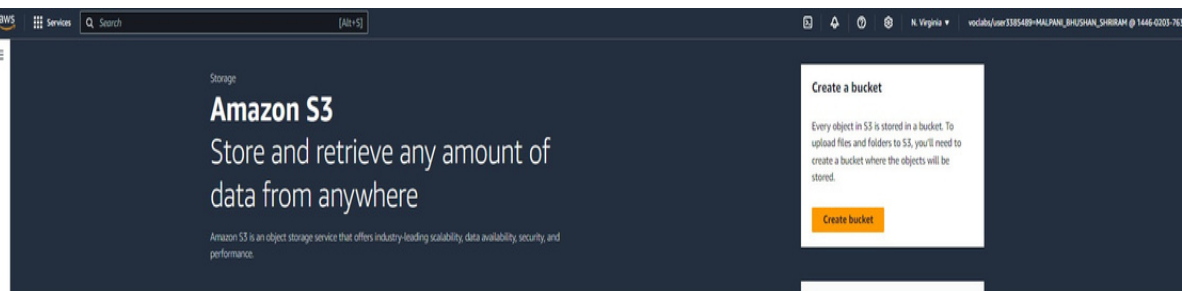 aws Services Search [Alt+S] N. Virginia voclabs/user3385489=MALPANI_BHUSHAN_SHRIRAM @ 1446-0203-763
Storage
Amazon S3
Store and retrieve any amount of
data from anywhere
Amazon S3 is an object storage service that offers industry-leading scalability, data availability, security, and
performance.
Create a bucket
Every object in S3 is stored in a bucket. To
upload files and folders to S3, you'll need to
create a bucket where the objects will be
stored.
Create bucket